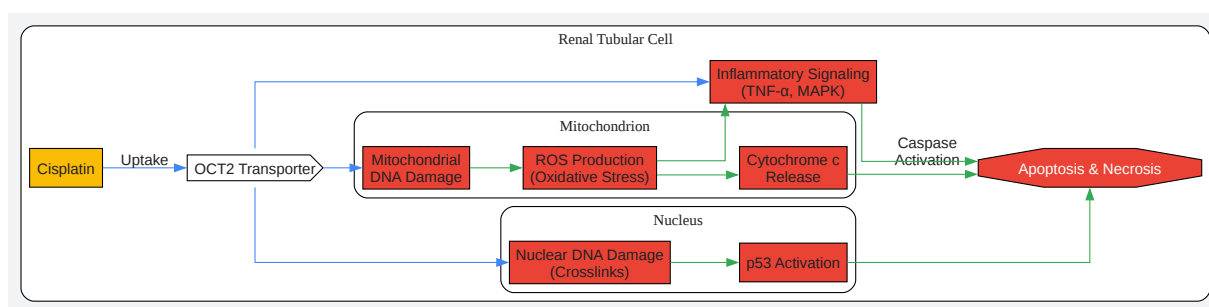 Renal Tubular Cell
Inflammatory Signaling
(TNF-α, MAPK)
Mitochondrion
Caspase
Activation
Cisplatin
Uptake
OCT2 Transporter
Mitochondrial
DNA Damage
ROS Production
(Oxidative Stress)
Cytochrome c
Release
Apoptosis & Necrosis
Nucleus
Nuclear DNA Damage
(Crosslinks)
p53 Activation